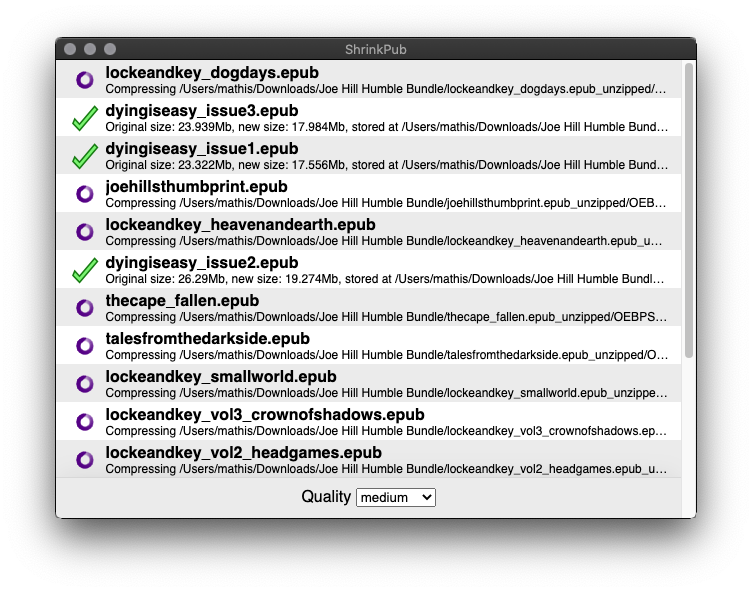 ShrinkPub
lockeandkey_dogdays.epub
Compressing /Users/mathis/Downloads/Joe Hill Humble Bundle/lockeandkey_dogdays.epub_unzipped/…
dyingiseasy_issue3.epub
Original size: 23.939Mb, new size: 17.984Mb, stored at /Users/mathis/Downloads/Joe Hill Humble Bund…
dyingiseasy_issue1.epub
Original size: 23.322Mb, new size: 17.556Mb, stored at /Users/mathis/Downloads/Joe Hill Humble Bund…
joehillsthumbprint.epub
Compressing /Users/mathis/Downloads/Joe Hill Humble Bundle/joehillsthumbprint.epub_unzipped/OEB…
lockeandkey_heavenandearth.epub
Compressing /Users/mathis/Downloads/Joe Hill Humble Bundle/lockeandkey_heavenandearth.epub_u…
dyingiseasy_issue2.epub
Original size: 26.29Mb, new size: 19.274Mb, stored at /Users/mathis/Downloads/Joe Hill Humble Bundl…
thecape_fallen.epub
Compressing /Users/mathis/Downloads/Joe Hill Humble Bundle/thecape_fallen.epub_unzipped/OEBPS…
talesfromthedarkside.epub
Compressing /Users/mathis/Downloads/Joe Hill Humble Bundle/talesfromthedarkside.epub_unzipped/O…
lockeandkey_smallworld.epub
Compressing /Users/mathis/Downloads/Joe Hill Humble Bundle/lockeandkey_smallworld.epub_unzippe…
lockeandkey_vol3_crownofshadows.epub
Compressing /Users/mathis/Downloads/Joe Hill Humble Bundle/lockeandkey_vol3_crownofshadows.ep…
lockeandkey_vol2_headgames.epub
Compressing /Users/mathis/Downloads/Joe Hill Humble Bundle/lockeandkey_vol2_headgames.epub_u…
Quality medium